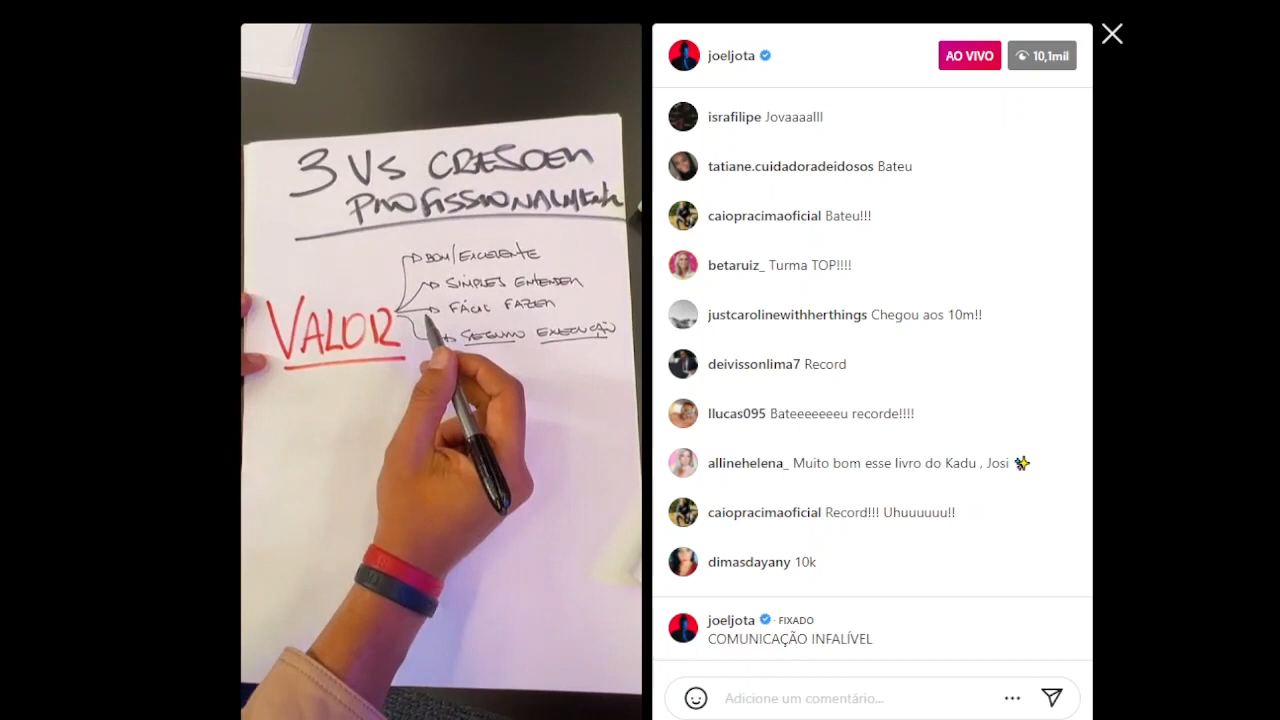 3 Vs CRESCER
PROFISSIONALMENTE
BOM/EXCELENTE
SIMPLES ENTENDER
FÁCIL FAZER
SEGURO EXECUÇÃO
VALOR
joeljota
AO VIVO
10,1mil
israfilipe Jovaaaalll
tatiane.cuidadoradeidosos Bateu
caiopracimaoficial Bateu!!!
betaruiz_ Turma TOP!!!!
justcarolinewithherthings Chegou aos 10m!!
deivissonlima7 Record
llucas095 Bateeeeeeeu recorde!!!!
allinehelena_ Muito bom esse livro do Kadu , Josi ✨
caiopracimaoficial Record!!! Uhuuuuuu!!
dimasdayany 10k
joeljota · FIXADO
COMUNICAÇÃO INFALÍVEL
Adicione um comentário...